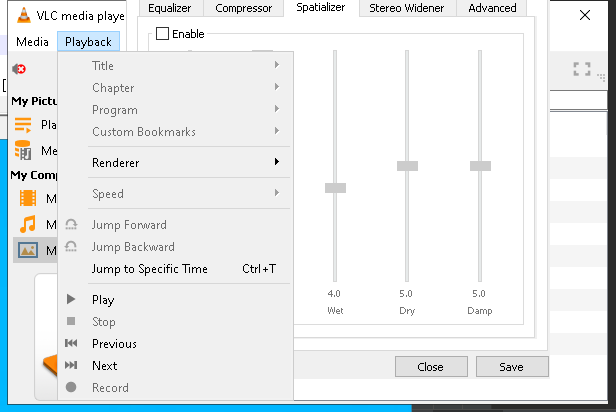 VLC media playe
Equalizer Compressor Spatializer Stereo Widener Advanced
Media Playback
Enable
Title
Chapter
My Pictu
Program
Pla
Custom Bookmarks
Me
Renderer
My Comp
Speed
M
Jump Forward
M
Jump Backward
M
Jump to Specific Time Ctrl+T
4.0 5.0 5.0
Wet Dry Damp
Play
Stop
Previous
Next
Record
Close Save